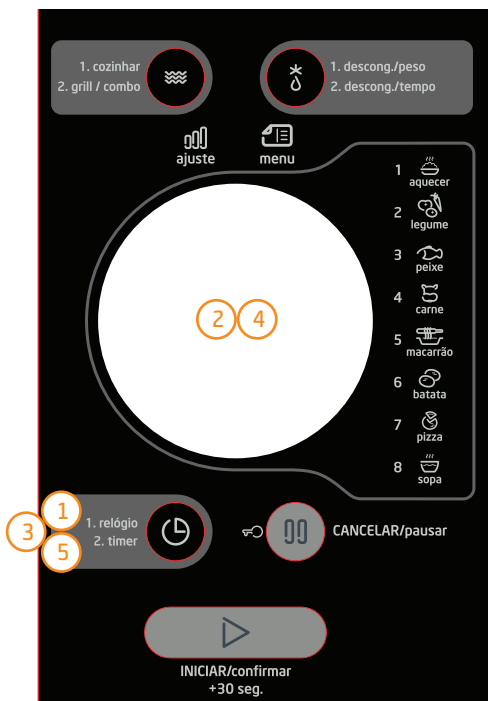 1. cozinhar
2. grill / combo
1. descong./peso
2. descong./tempo
ajuste
menu
1
aquecer
2
legume
3
peixe
4
carne
5
macarrão
6
batata
7
pizza
8
sopa
2
4
1
3
5
1. relógio
2. timer
CANCELAR/pausar
INICIAR/confirmar
+30 seg.